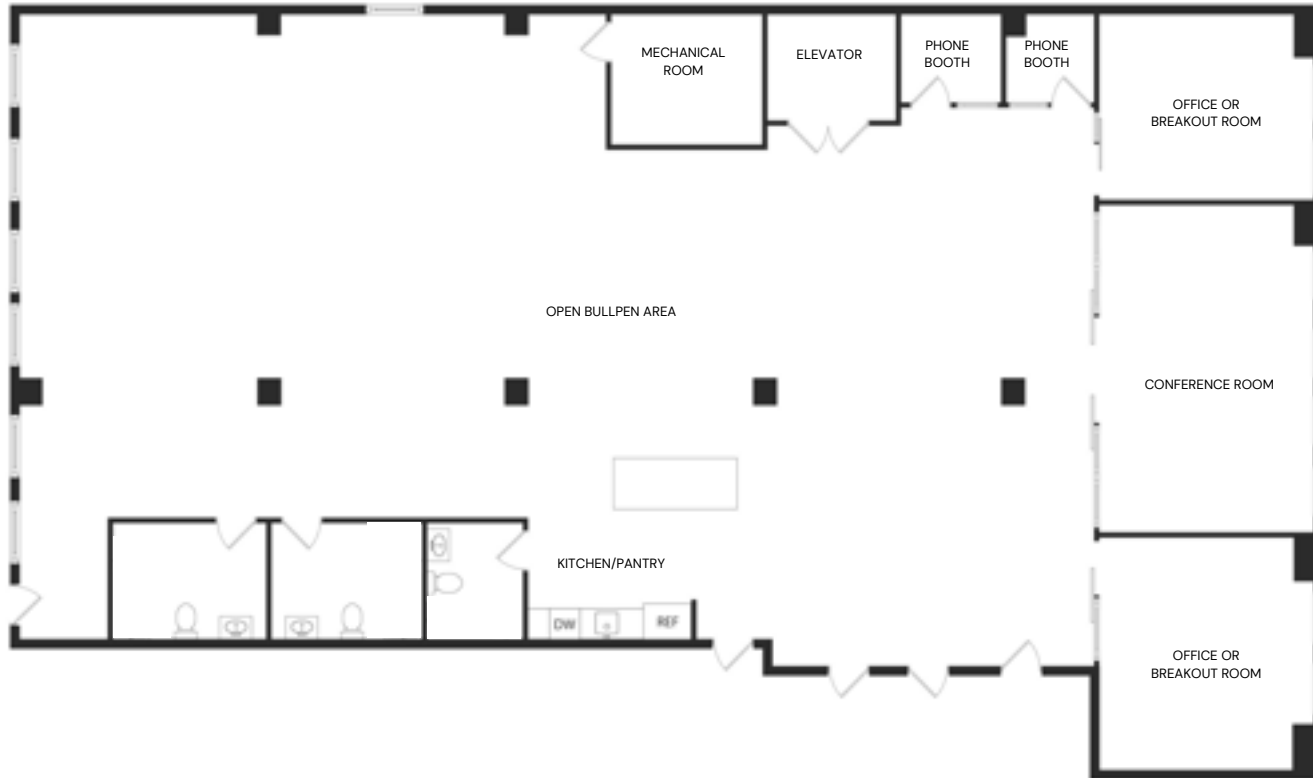 MECHANICAL
ROOM
ELEVATOR
PHONE
BOOTH
PHONE
BOOTH
OFFICE OR
BREAKOUT ROOM
OPEN BULLPEN AREA
CONFERENCE ROOM
KITCHEN/PANTRY
DW
REF
OFFICE OR
BREAKOUT ROOM